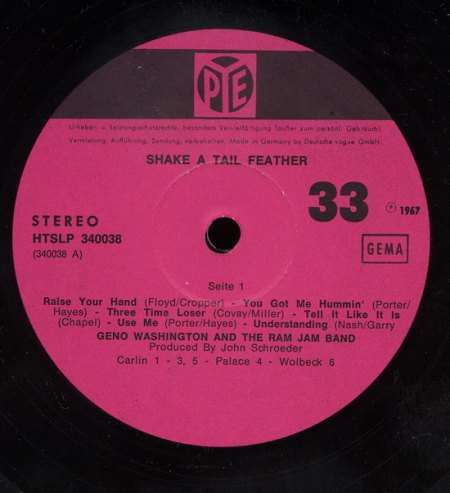 PYE
Urheber- u. Leistungsschutzrechte, besonders Vervielfältigung (außer zum persönl. Gebrauch),
Vermietung, Aufführung, Sendung, vorbehalten. Made in Germany by Deutsche vogue GmbH.
SHAKE A TAIL FEATHER
33
℗ 1967
STEREO
HTSLP 340038
(340038 A)
GEMA
Seite 1
Raise Your Hand (Floyd/Cropper) - You Got Me Hummin' (Porter/
Hayes) - Three Time Loser (Covay/Miller) - Tell It Like It Is
(Chapel) - Use Me (Porter/Hayes) - Understanding (Nash/Garry
GENO WASHINGTON AND THE RAM JAM BAND
Produced By John Schroeder
Carlin 1 - 3, 5 - Palace 4 - Wolbeck 6